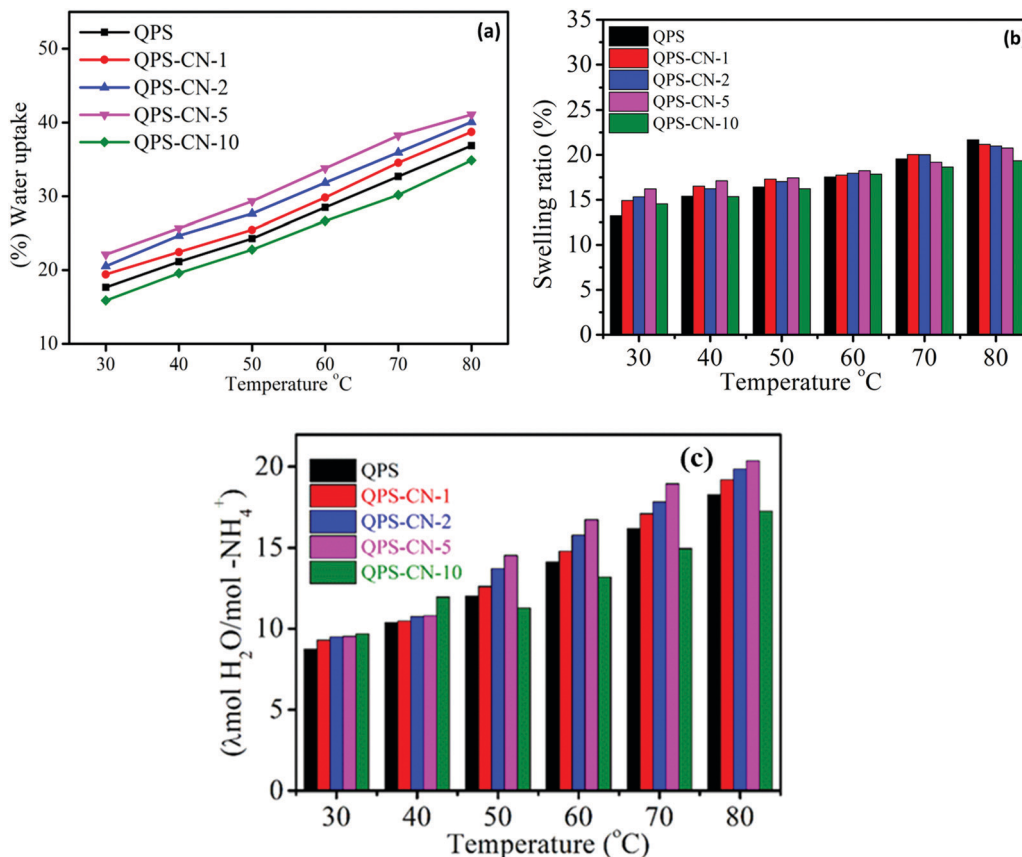 (a)
QPS
QPS-CN-1
QPS-CN-2
QPS-CN-5
QPS-CN-10
(%) Water uptake
50
40
30
20
10
30 40 50 60 70 80
Temperature °C
(b)
QPS
QPS-CN-1
QPS-CN-2
QPS-CN-5
QPS-CN-10
Swelling ratio (%)
35
30
25
20
15
10
5
0
30 40 50 60 70 80
Temperature °C
(c)
QPS
QPS-CN-1
QPS-CN-2
QPS-CN-5
QPS-CN-10
(λmol H₂O/mol -NH₄⁺)
20
15
10
5
0
30 40 50 60 70 80
Temperature (°C)